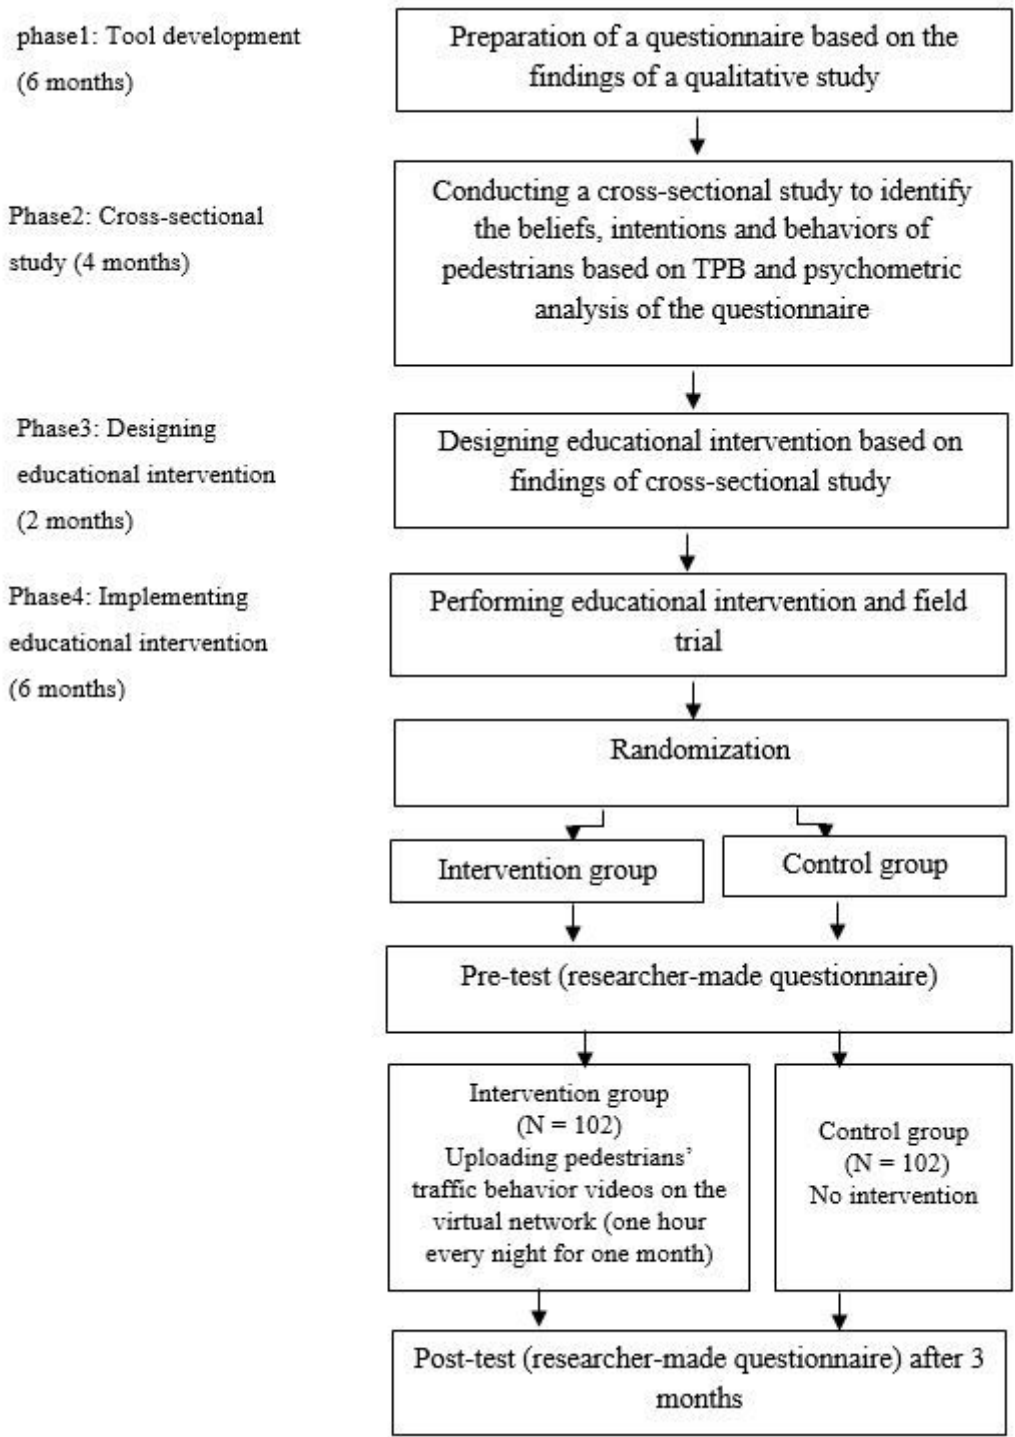 phase1: Tool development
(6 months)
Preparation of a questionnaire based on the
findings of a qualitative study
Phase2: Cross-sectional
study (4 months)
Conducting a cross-sectional study to identify
the beliefs, intentions and behaviors of
pedestrians based on TPB and psychometric
analysis of the questionnaire
Phase3: Designing
educational intervention
(2 months)
Designing educational intervention based on
findings of cross-sectional study
Phase4: Implementing
educational intervention
(6 months)
Performing educational intervention and field
trial
Randomization
Intervention group
Control group
Pre-test (researcher-made questionnaire)
Intervention group
(N = 102)
Uploading pedestrians’
traffic behavior videos on the
virtual network (one hour
every night for one month)
Control group
(N = 102)
No intervention
Post-test (researcher-made questionnaire) after 3
months